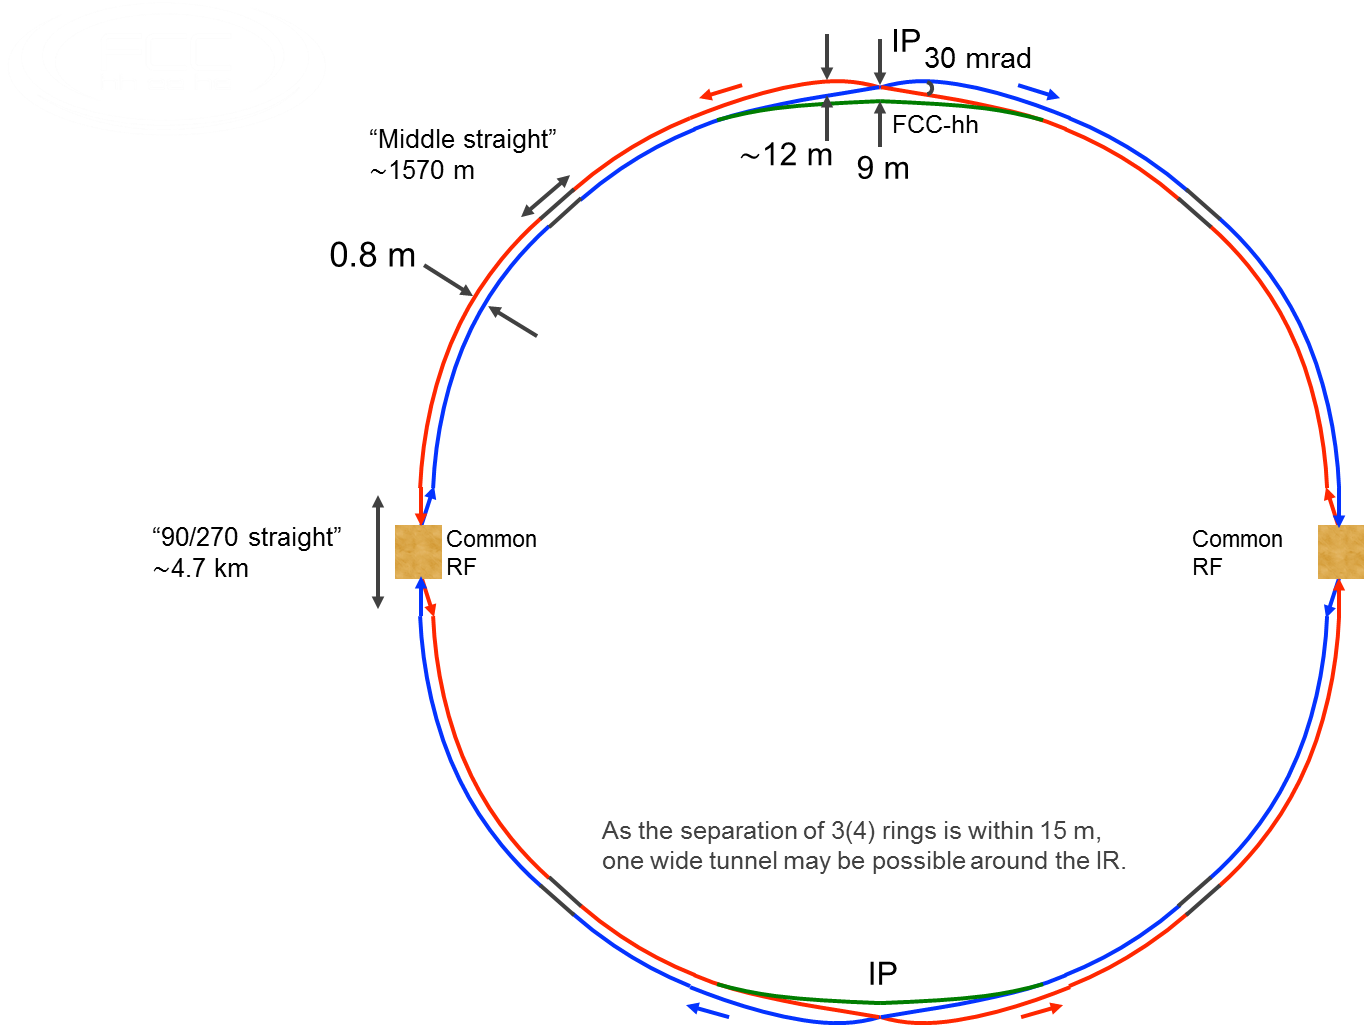 IP
30 mrad
FCC-hh
~12 m
9 m
“Middle straight”
~1570 m
0.8 m
“90/270 straight”
~4.7 km
Common
RF
Common
RF
As the separation of 3(4) rings is within 15 m,
one wide tunnel may be possible around the IR.
IP